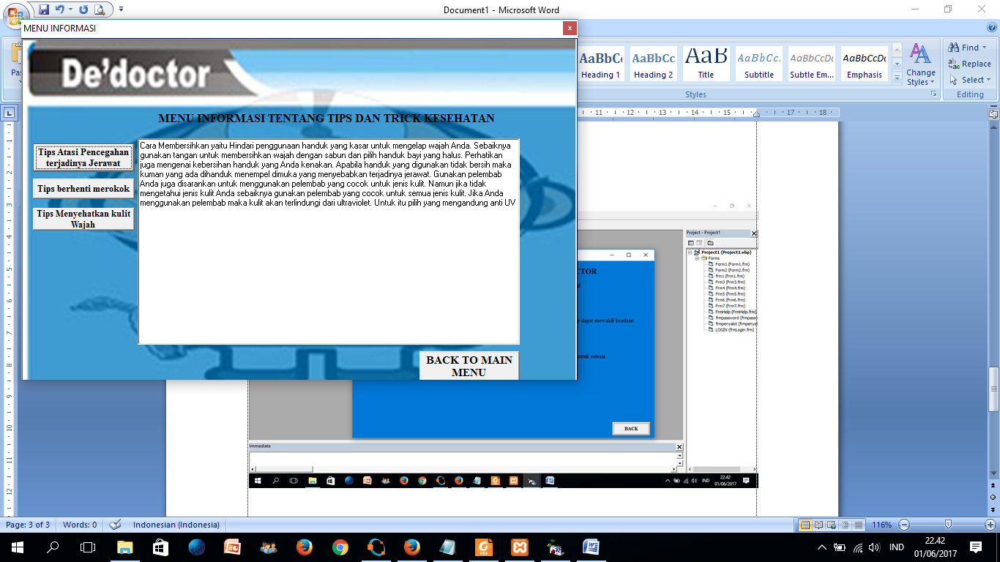 Document1 - Microsoft Word
MENU INFORMASI
De'doctor
MENU INFORMASI TENTANG TIPS DAN TRICK KESEHATAN
Tips Atasi Pencegahan
terjadinya Jerawat
Tips berhenti merokok
Tips Menyehatkan kulit
Wajah
Cara Membersihkan yaitu Hindari penggunaan handuk yang kasar untuk mengelap wajah Anda. Sebaiknya
gunakan tangan untuk membersihkan wajah dengan sabun dan pilih handuk bayi yang halus. Perhatikan
juga mengenai kebersihan handuk yang Anda kenakan. Apabila handuk yang digunakan tidak bersih maka
kuman yang ada dihanduk menempel dimuka yang menyebabkan terjadinya jerawat. Gunakan pelembab
Anda juga disarankan untuk menggunakan pelembab yang cocok untuk jenis kulit. Namun jika tidak
mengetahui jenis kulit Anda sebaiknya gunakan pelembab yang cocok untuk semua jenis kulit. Jika Anda
menggunakan pelembab maka kulit akan terlindungi dari ultraviolet. Untuk itu pilih yang mengandung anti UV
BACK TO MAIN
MENU
AaBbCc AaBbCc AaB AaBbCc. AaBbCcDc AaBbCcDc
Heading 1 Heading 2 Title Subtitle Subtle Em... Emphasis
Change
Styles
Find
Replace
Select
Styles
Editing
11 12 13 14 15 17 18
Project - Project1
Project1 (Project1.vbp)
Forms
Form1 (Form1.frm)
Form2 (Form2.frm)
frm1 (Frm1.frm)
Frm3 (Frm3.frm)
Frm4 (Frm4.frm)
Frm5 (Frm5.frm)
Frm6 (Frm6.frm)
Frm7 (Frm7.frm)
FrmHelp (FrmHelp.frm)
frmpassword (frmpass
frmpenyakit (frmpenye
LOGIN (frmLogin.frm)
CTOR
dapat mewakili keadaan
untuk selesai
BACK
Immediate
IND
22.42
01/06/2017
Page: 3 of 3 Words: 0 Indonesian (Indonesia) 116%
IND
22.42
01/06/2017